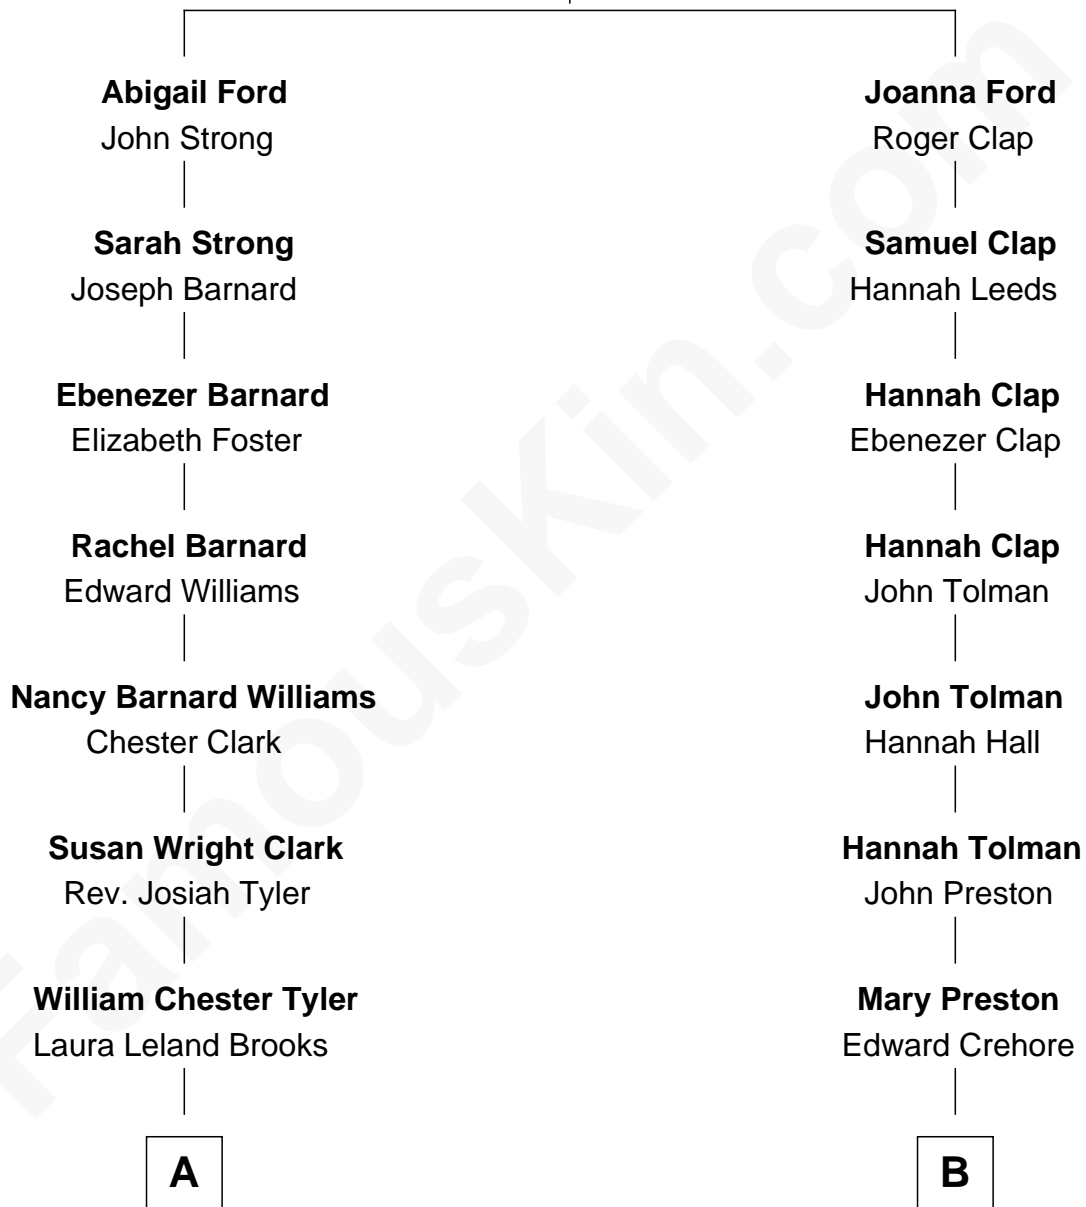 Abigail Ford
John Strong
Sarah Strong
Joseph Barnard
Ebenezer Barnard
Elizabeth Foster
Rachel Barnard
Edward Williams
Nancy Barnard Williams
Chester Clark
Susan Wright Clark
Rev. Josiah Tyler
William Chester Tyler
Laura Leland Brooks
A
Joanna Ford
Roger Clap
Samuel Clap
Hannah Leeds
Hannah Clap
Ebenezer Clap
Hannah Clap
John Tolman
John Tolman
Hannah Hall
Hannah Tolman
John Preston
Mary Preston
Edward Crehore
B
FamousKin.com